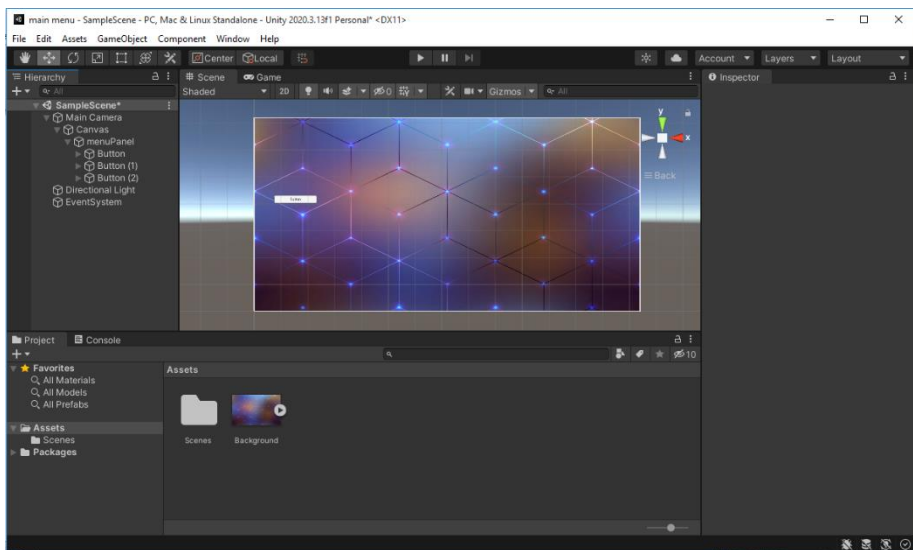 main menu - SampleScene - PC, Mac & Linux Standalone - Unity 2020.3.13f1 Personal* <DX11>
File Edit Assets GameObject Component Window Help
Center Local Account Layers Layout
Hierarchy Scene Game Inspector
All Shaded 2D 0 Gizmos All
SampleScene*
Main Camera
Canvas
menuPanel
Button
Button (1)
Button (2)
Directional Light
EventSystem
y
x
Back
Project Console
10
Favorites
All Materials
All Models
All Prefabs
Assets
Scenes
Packages
Assets
Scenes Background